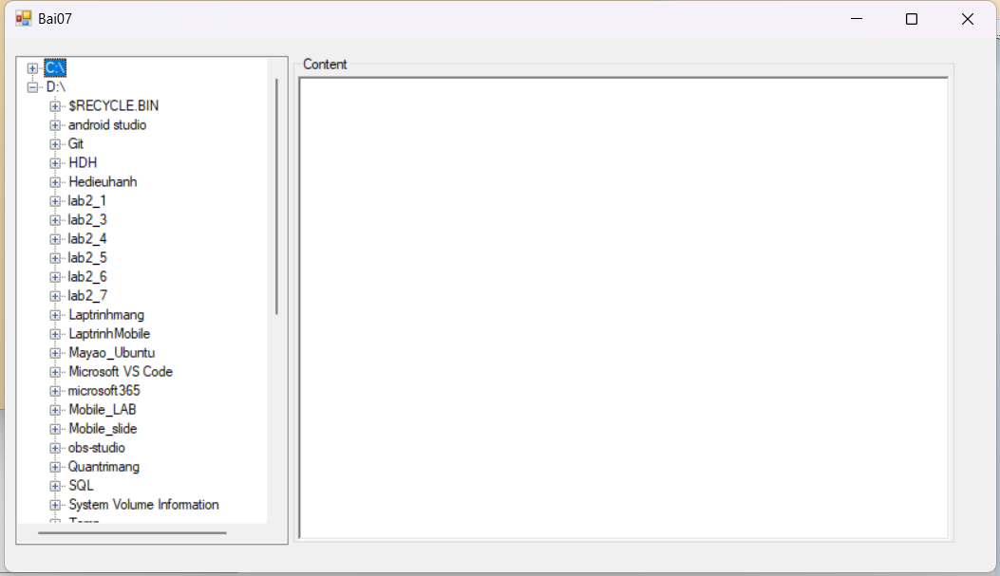 Bai07
C:\
D:\
$RECYCLE.BIN
android studio
Git
HDH
Hedieuhanh
lab2_1
lab2_3
lab2_4
lab2_5
lab2_6
lab2_7
Laptrinhmang
LaptrinhMobile
Mayao_Ubuntu
Microsoft VS Code
microsoft365
Mobile_LAB
Mobile_slide
obs-studio
Quantrimang
SQL
System Volume Information
Content